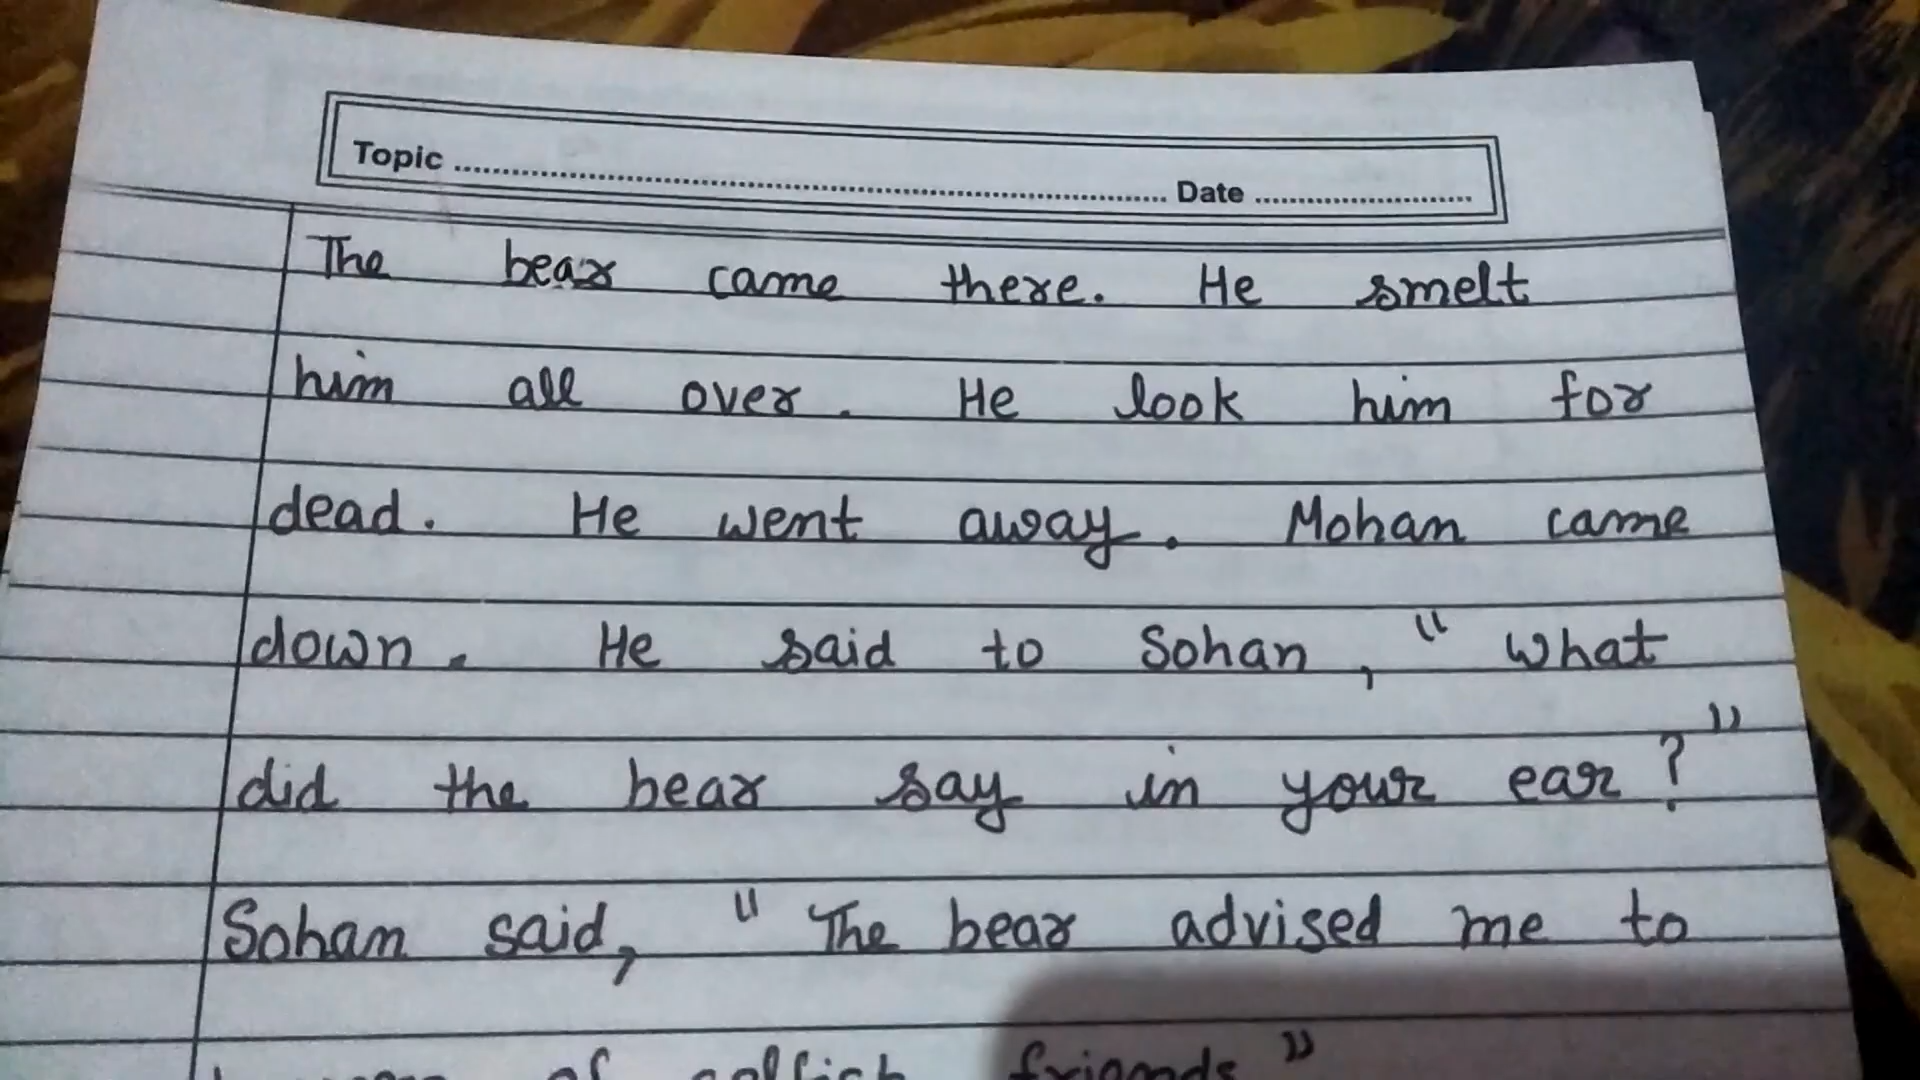 Topic ........................ Date ................
The bear came there. He smelt
him all over. He look him for
dead. He went away. Mohan came
down. He said to Sohan, "What
did the bear say in your ear?"
Sohan said, "The bear advised me to
of selfish friends"